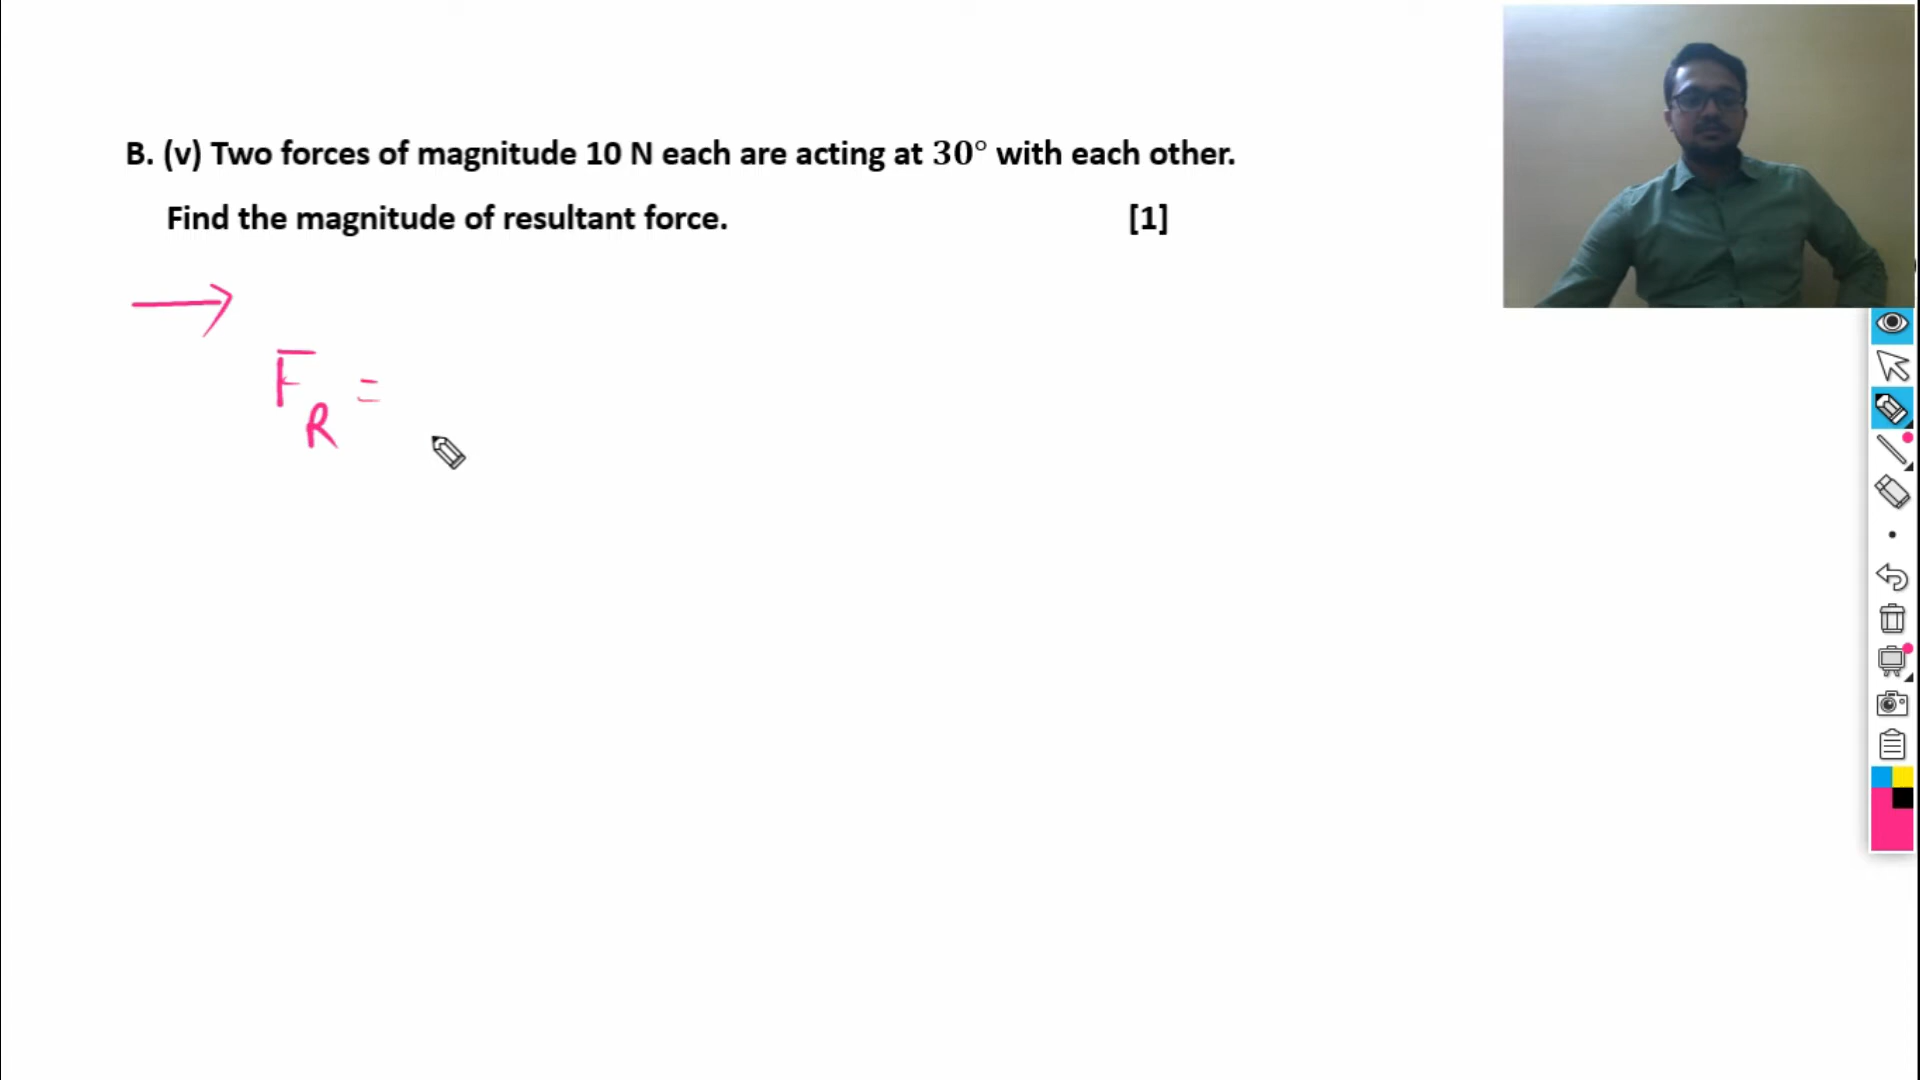 B. (v) Two forces of magnitude 10 N each are acting at 30° with each other.
Find the magnitude of resultant force. [1]
F_R =